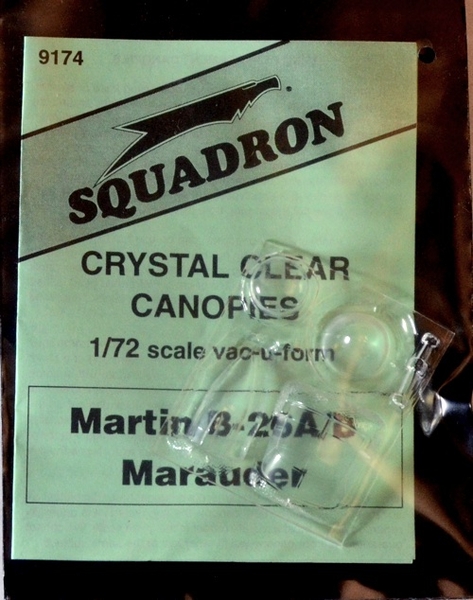 9174
SQUADRON
CRYSTAL CLEAR
CANOPIES
1/72 scale vac-u-form
Martin B-26A/B
Marauder